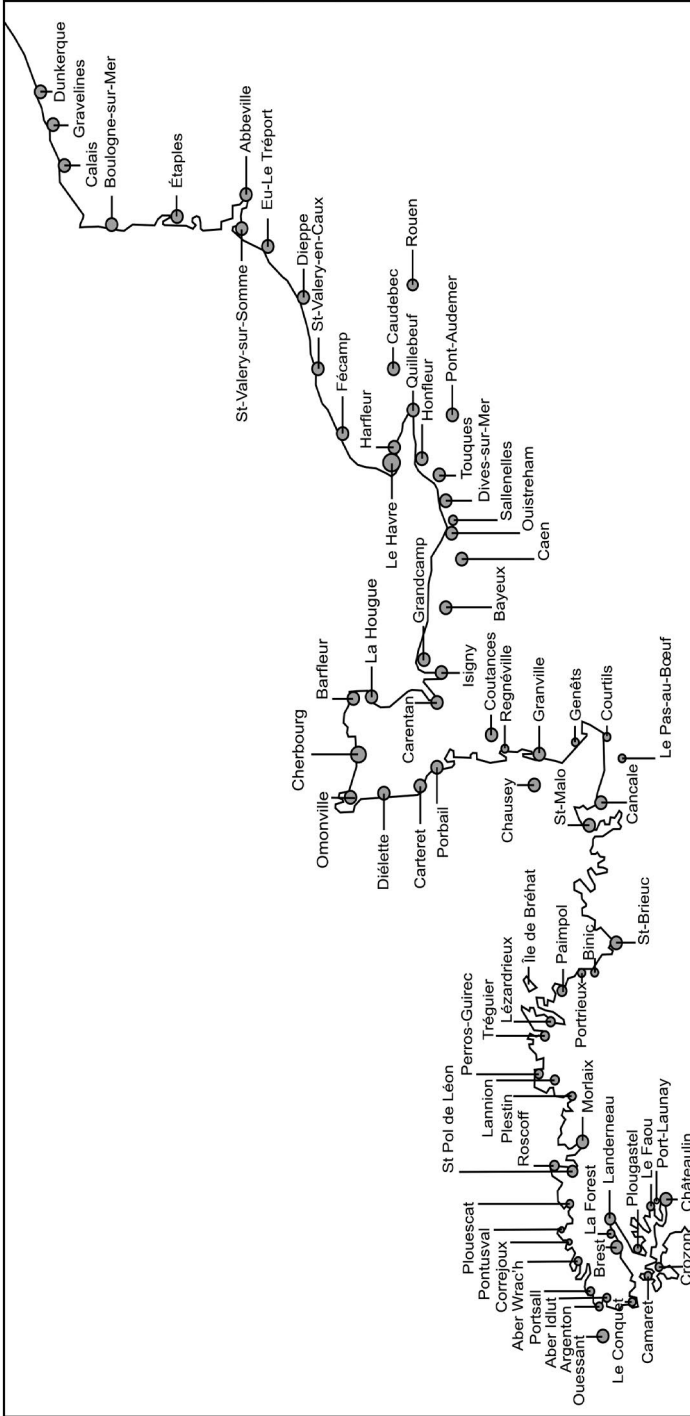 Dunkerque
Gravelines
Calais
Boulogne-sur-Mer
Étaples
Abbeville
St-Valery-sur-Somme
Eu-Le Tréport
Dieppe
St-Valery-en-Caux
Fécamp
Rouen
Caudebec
Quillebeuf
Harfleur
Le Havre
Honfleur
Pont-Audemer
Touques
Dives-sur-Mer
Sallenelles
Ouistreham
Caen
Bayeux
Grandcamp
Isigny
Carentan
La Hougue
Barfleur
Cherbourg
Omonville
Diélette
Carteret
Porbail
Coutances
Regnéville
Granville
Chausey
Genêts
Courtils
Le Pas-au-Bœuf
Cancale
St-Malo
St-Brieuc
Binic
Portrieux
Paimpol
Île de Bréhat
Lézardrieux
Tréguier
Perros-Guirec
Lannion
Plestin
Morlaix
St Pol de Léon
Roscoff
Plouescat
Pontusval
Correjoux
Aber Wrac'h
Portsall
Aber Idlut
Argenton
Ouessant
Le Conquet
Brest
La Forest
Landerneau
Plougastel
Le Faou
Port-Launay
Châteaulin
Crozon
Camaret